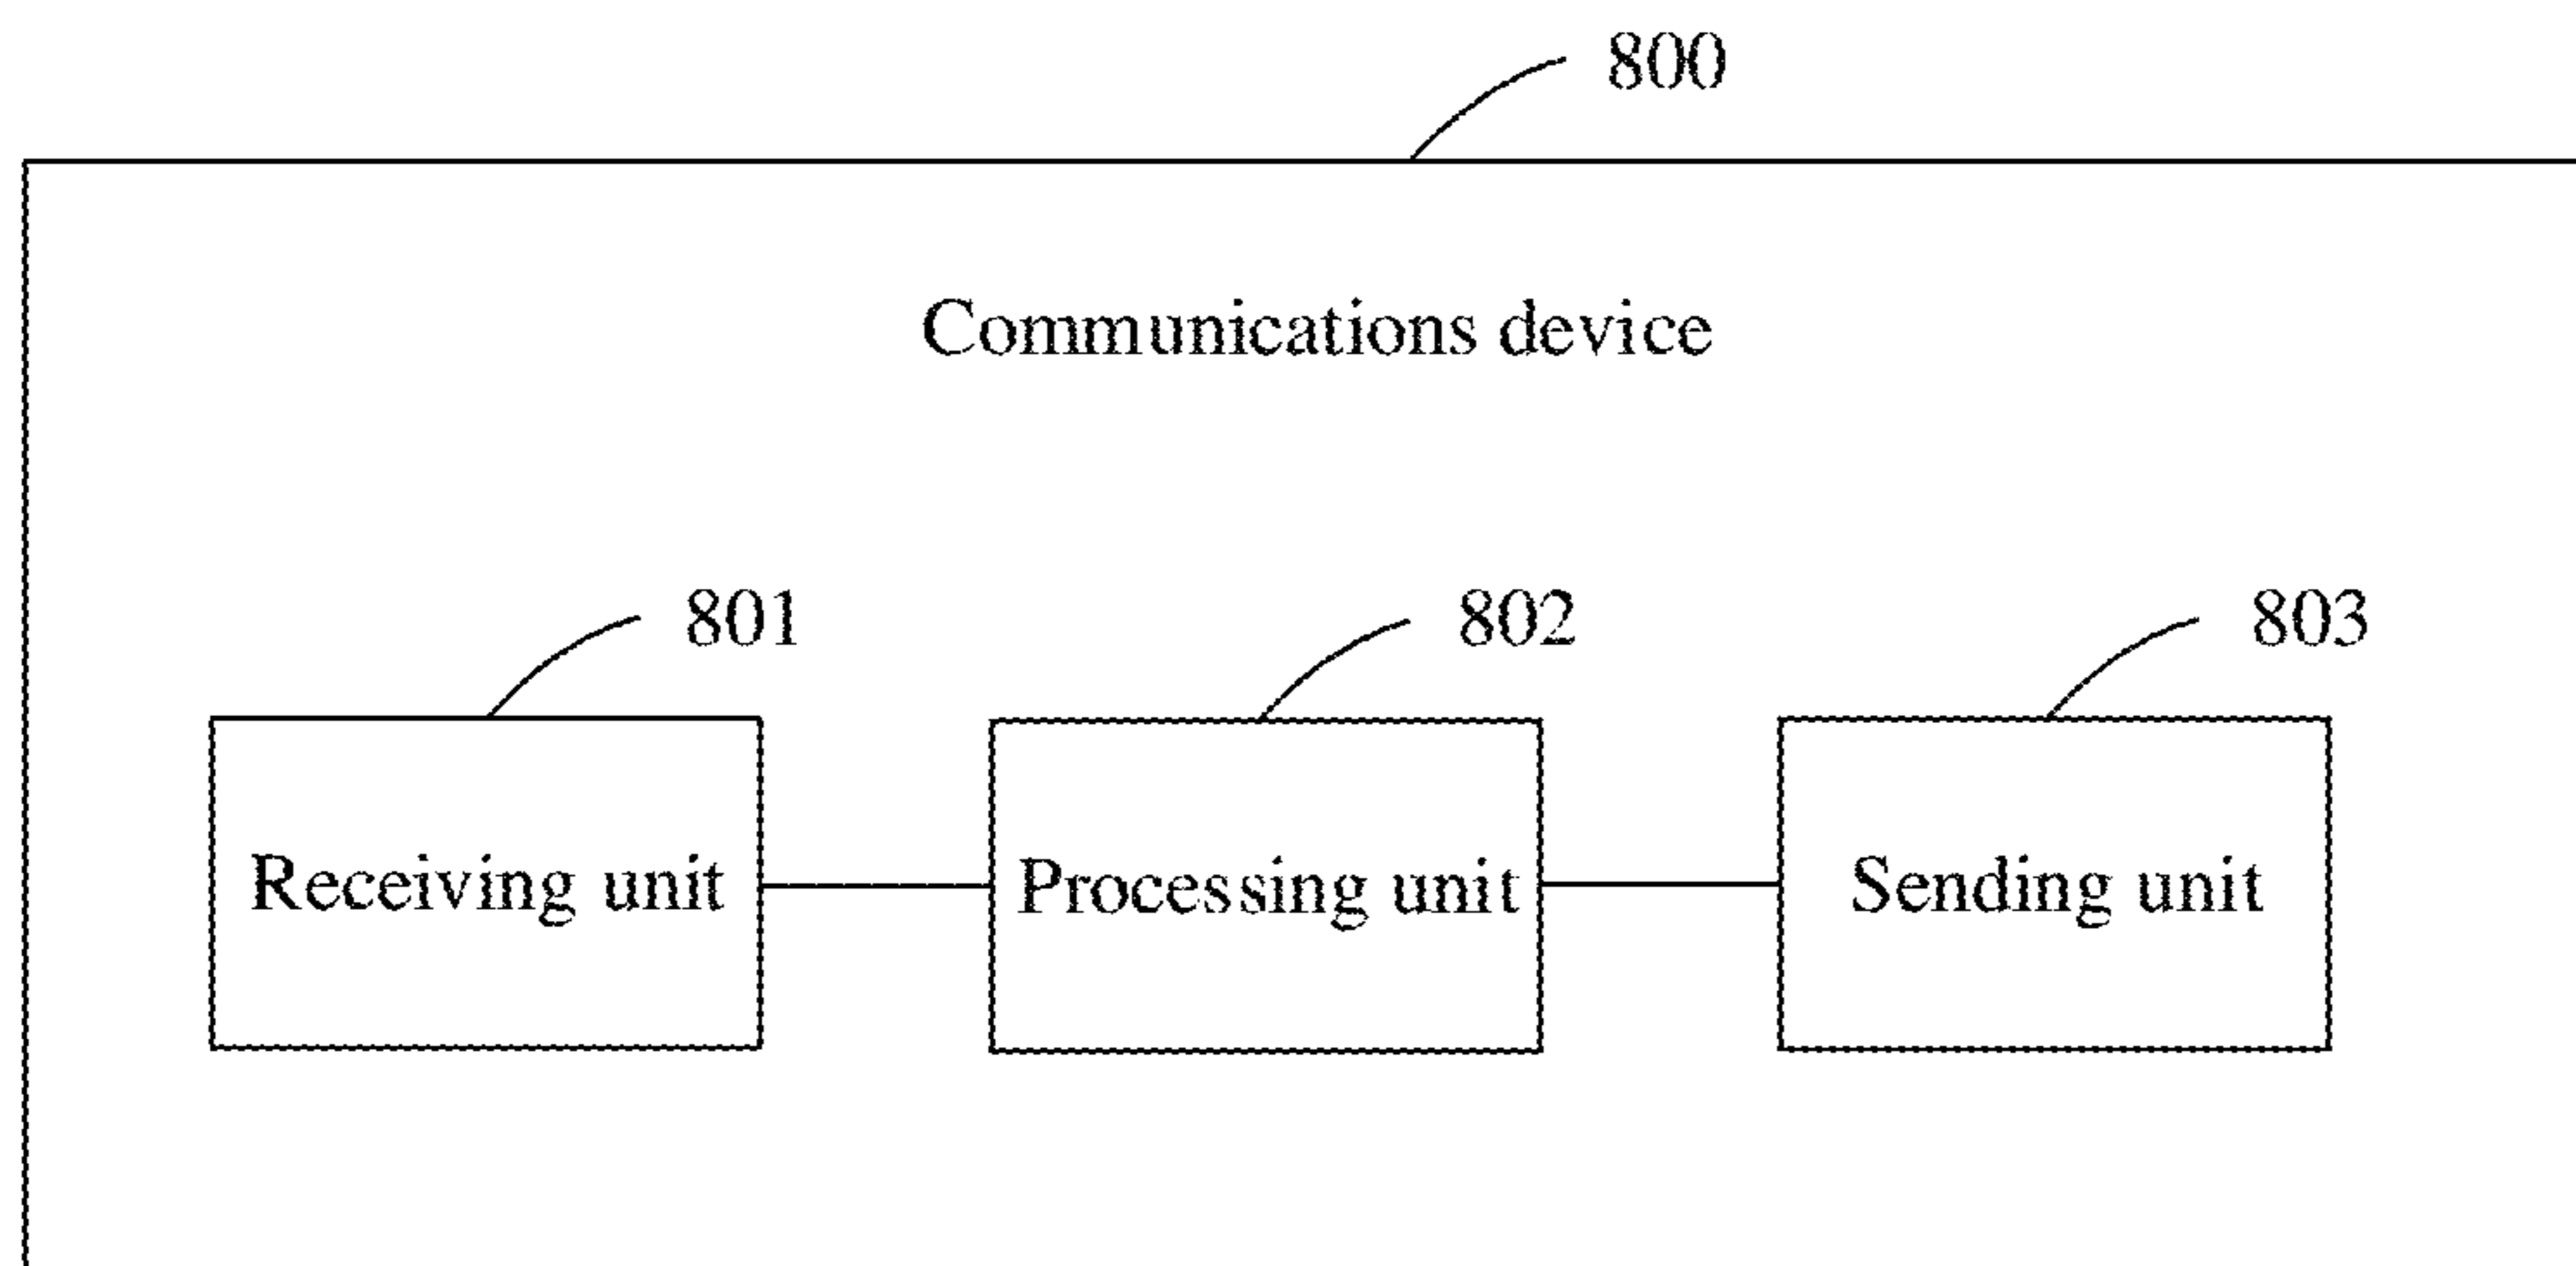 800
Communications device
801
802
803
Receiving unit
Processing unit
Sending unit